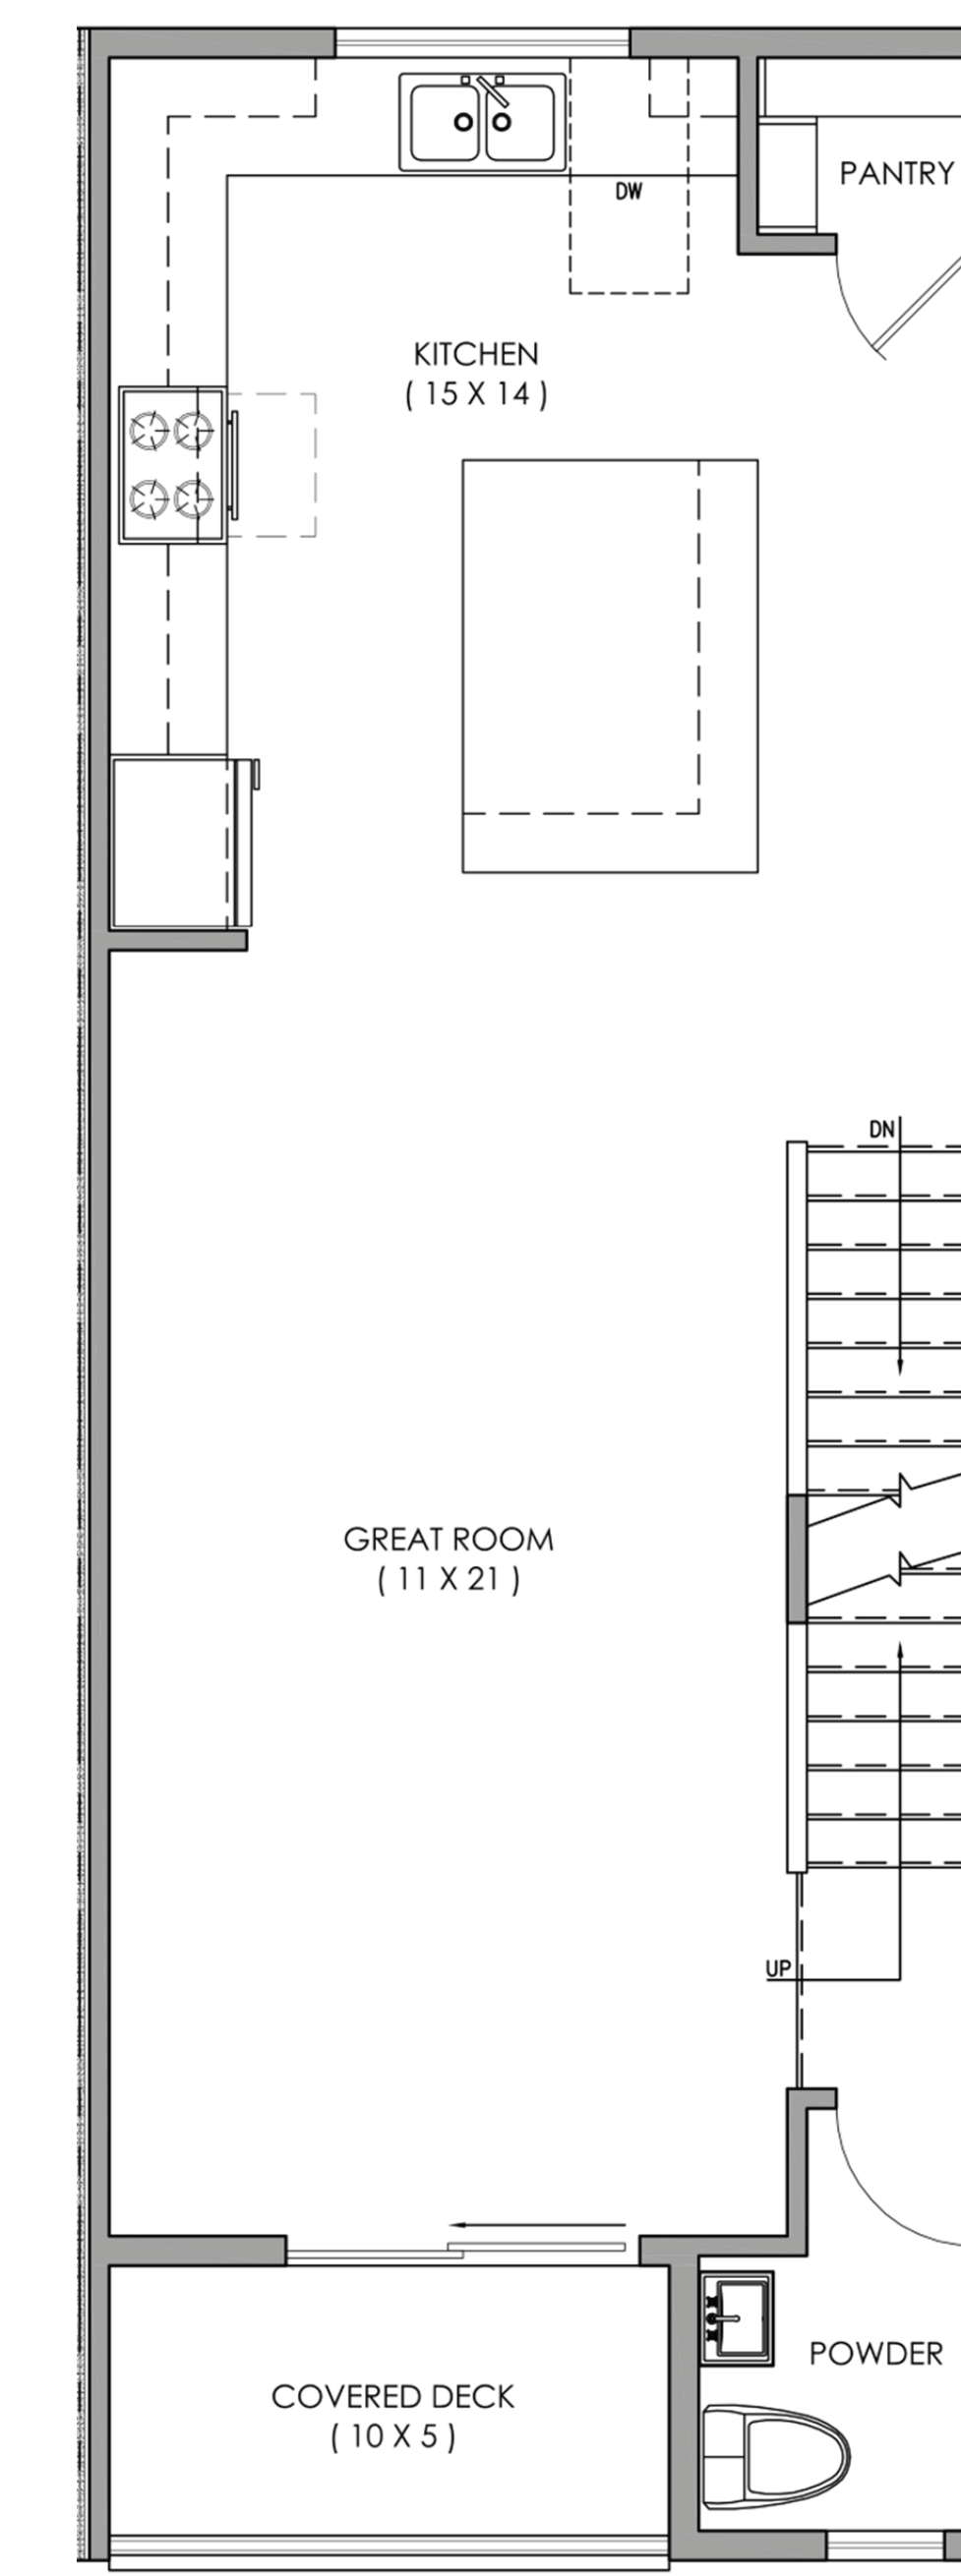 PANTRY
DW
KITCHEN
( 15 X 14 )
DN
GREAT ROOM
( 11 X 21 )
UP
POWDER
COVERED DECK
( 10 X 5 )